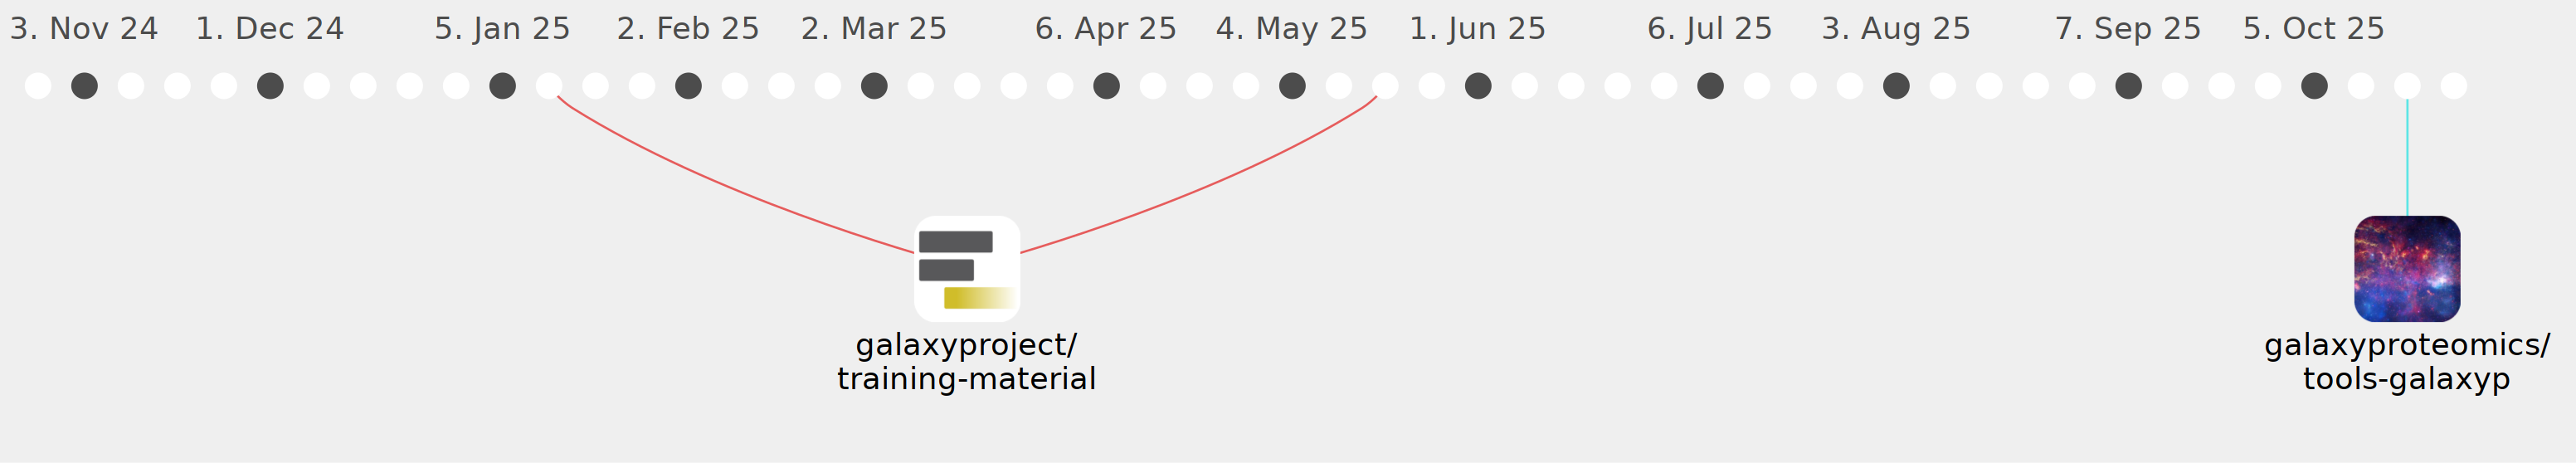 3. Nov 24 1. Dec 24 5. Jan 25 2. Feb 25 2. Mar 25 6. Apr 25 4. May 25 1. Jun 25 6. Jul 25 3. Aug 25 7. Sep 25 5. Oct 25
galaxyproject/
training-material
galaxyproteomics/
tools-galaxyp